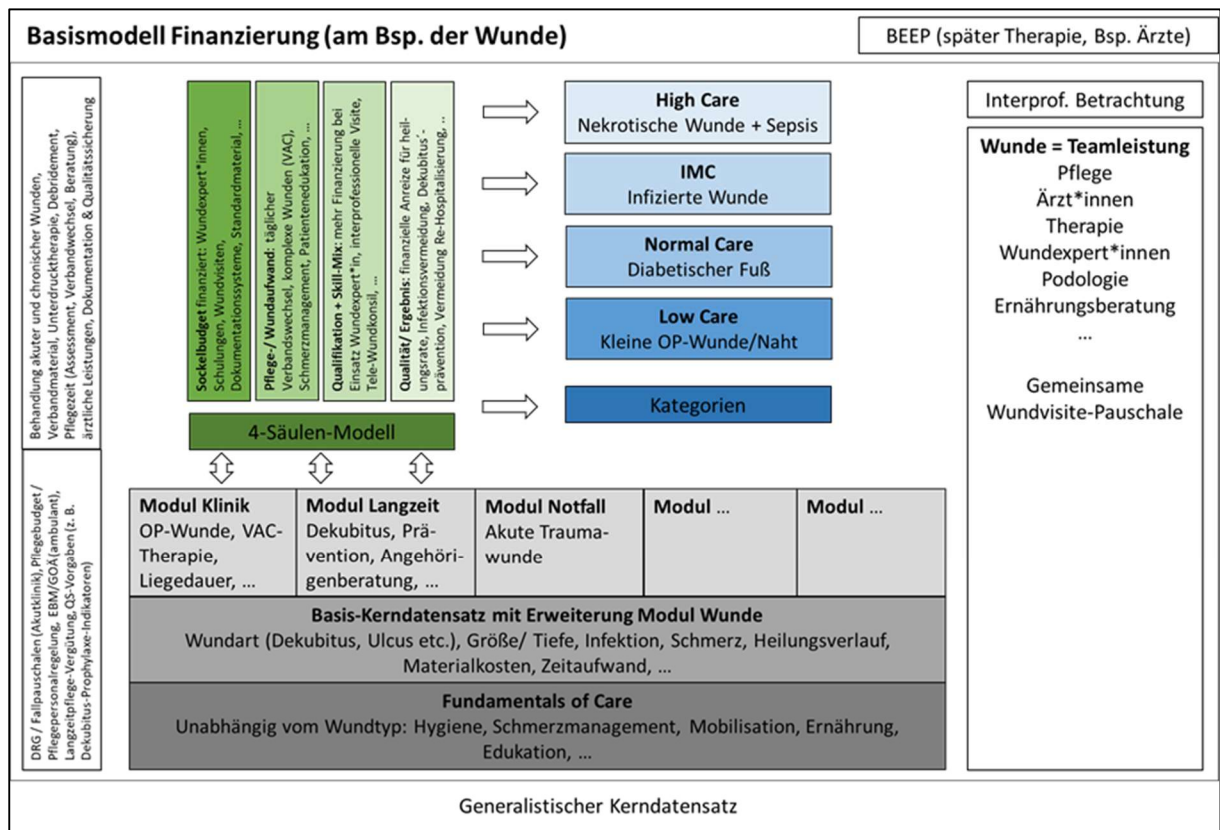 Basismodell Finanzierung (am Bsp. der Wunde)
BEEP (später Therapie, Bsp. Ärzte)
Behandlung akuter und chronischer Wunden,
Verbandmaterial, Unterdrucktherapie, Debridement,
Pflegezeit (Assessment, Verbandwechsel, Beratung),
ärztliche Leistungen, Dokumentation & Qualitätssicherung
DRG / Fallpauschalen (Akutklinik), Pflegebudget /
Pflegepersonalregelung, EBM/GOÄ (ambulant),
Langzeitpflege-Vergütung, QS-Vorgaben (z. B.
Dekubitus-Prophylaxe-Indikatoren)
Sockelbudget finanziert: Wundexpert*innen,
Schulungen, Wundvisiten,
Dokumentationssysteme, Standardmaterial, ...
Pflege-/ Wundaufwand: täglicher
Verbandswechsel, komplexe Wunden (VAC),
Schmerzmanagement, Patientenedukation, ...
Qualifikation + Skill-Mix: mehr Finanzierung bei
Einsatz Wundexpert*in, interprofessionelle Visite,
Tele-Wundkonsil, ...
Qualität/ Ergebnis: finanzielle Anreize für heil-
ungsrate, Infektionsvermeidung, Dekubitus´-
prävention, Vermeidung Re-Hospitalisierung, ..
4-Säulen-Modell
High Care
Nekrotische Wunde + Sepsis
IMC
Infizierte Wunde
Normal Care
Diabetischer Fuß
Low Care
Kleine OP-Wunde/Naht
Kategorien
Interprof. Betrachtung
Wunde = Teamleistung
Pflege
Ärzt*innen
Therapie
Wundexpert*innen
Podologie
Ernährungsberatung
...
Gemeinsame
Wundvisite-Pauschale
Modul Klinik
OP-Wunde, VAC-
Therapie,
Liegedauer, ...
Modul Langzeit
Dekubitus, Prä-
vention, Angehöri-
genberatung, ...
Modul Notfall
Akute Trauma-
wunde
Modul ...
Modul ...
Basis-Kerndatensatz mit Erweiterung Modul Wunde
Wundart (Dekubitus, Ulcus etc.), Größe/ Tiefe, Infektion, Schmerz, Heilungsverlauf,
Materialkosten, Zeitaufwand, ...
Fundamentals of Care
Unabhängig vom Wundtyp: Hygiene, Schmerzmanagement, Mobilisation, Ernährung,
Edukation, ...
Generalistischer Kerndatensatz